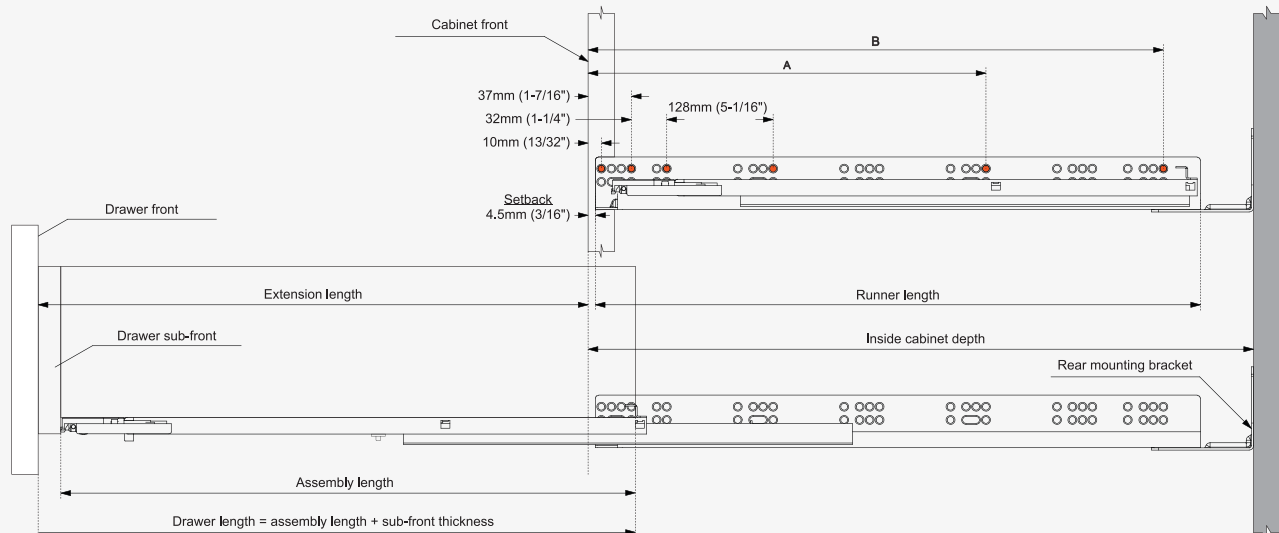 Cabinet front
B
A
37mm (1-7/16")
128mm (5-1/16")
32mm (1-1/4")
10mm (13/32")
Setback
4.5mm (3/16")
Drawer front
Extension length
Runner length
Drawer sub-front
Inside cabinet depth
Rear mounting bracket
Assembly length
Drawer length = assembly length + sub-front thickness